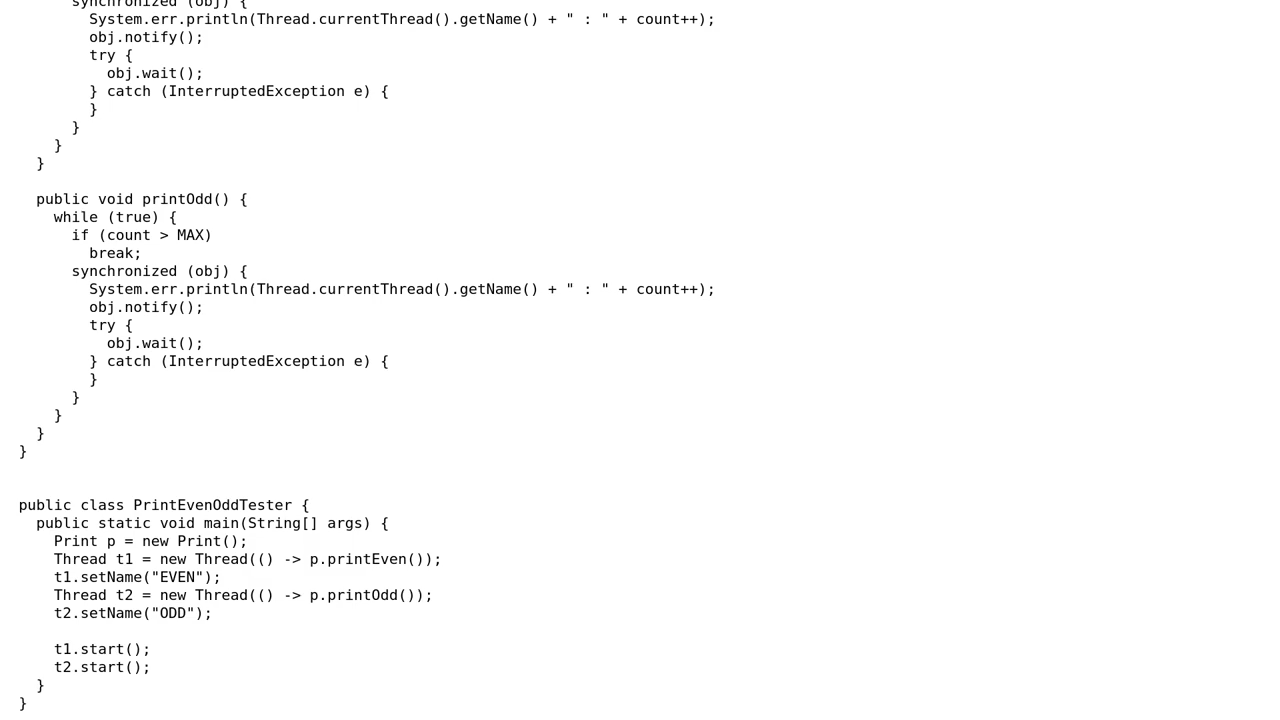 synchronized (obj) {
        System.err.println(Thread.currentThread().getName() + " : " + count++);
        obj.notify();
        try {
          obj.wait();
        } catch (InterruptedException e) {
        }
      }
    }
  }

  public void printOdd() {
    while (true) {
      if (count > MAX)
        break;
      synchronized (obj) {
        System.err.println(Thread.currentThread().getName() + " : " + count++);
        obj.notify();
        try {
          obj.wait();
        } catch (InterruptedException e) {
        }
      }
    }
  }
}


public class PrintEvenOddTester {
  public static void main(String[] args) {
    Print p = new Print();
    Thread t1 = new Thread(() -> p.printEven());
    t1.setName("EVEN");
    Thread t2 = new Thread(() -> p.printOdd());
    t2.setName("ODD");

    t1.start();
    t2.start();
  }
}